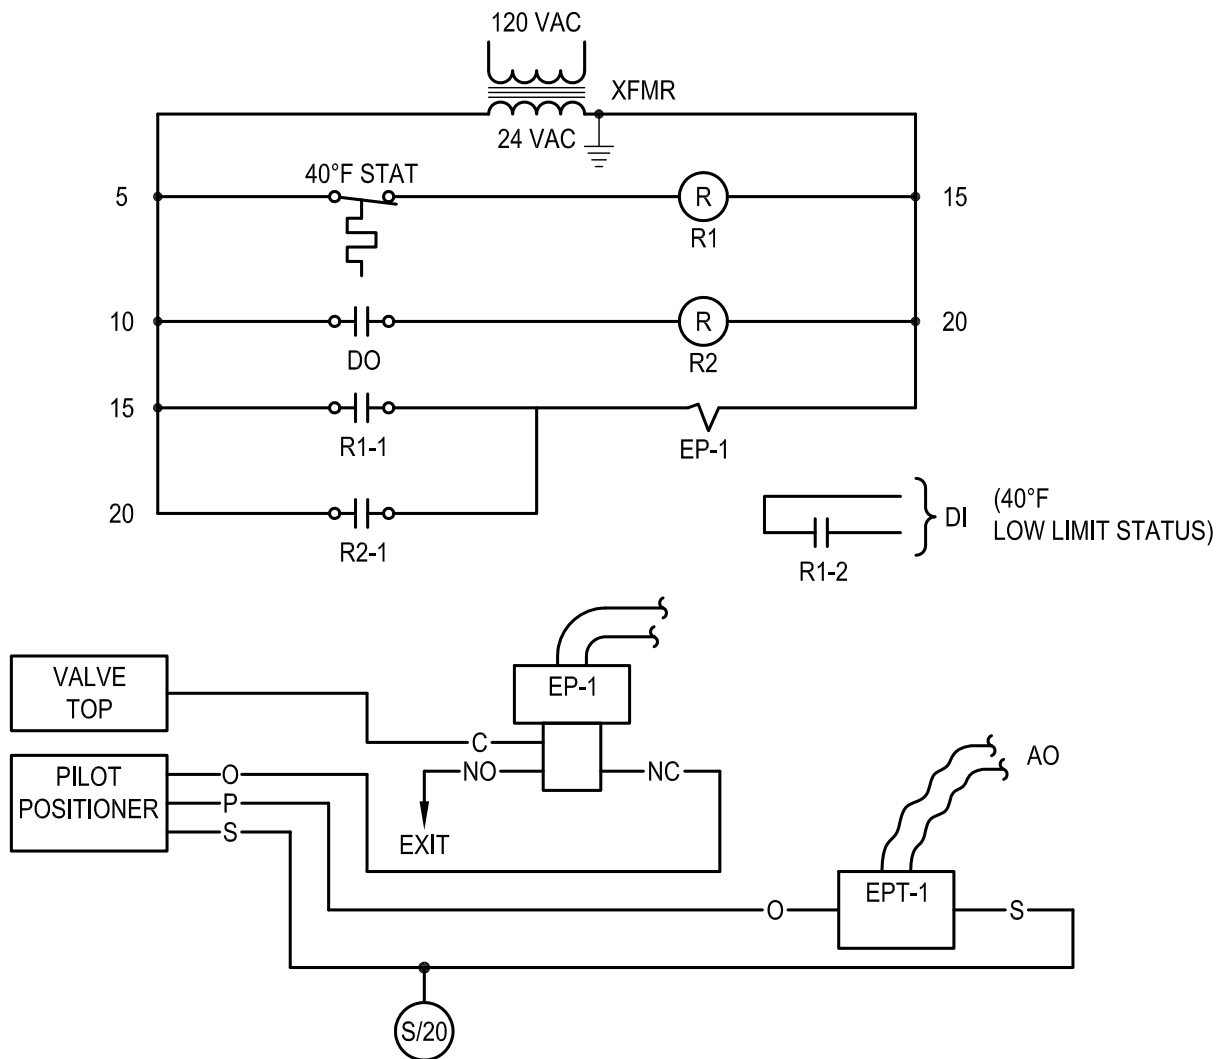 120 VAC
XFMR
24 VAC
40°F STAT
5
R
15
R1
10
R
20
DO
R2
15
R1-1
EP-1
20
R2-1
DI
(40°F
LOW LIMIT STATUS)
R1-2
VALVE
TOP
EP-1
C
NO
NC
EXIT
PILOT
POSITIONER
O
P
S
AO
EPT-1
O
S
S/20